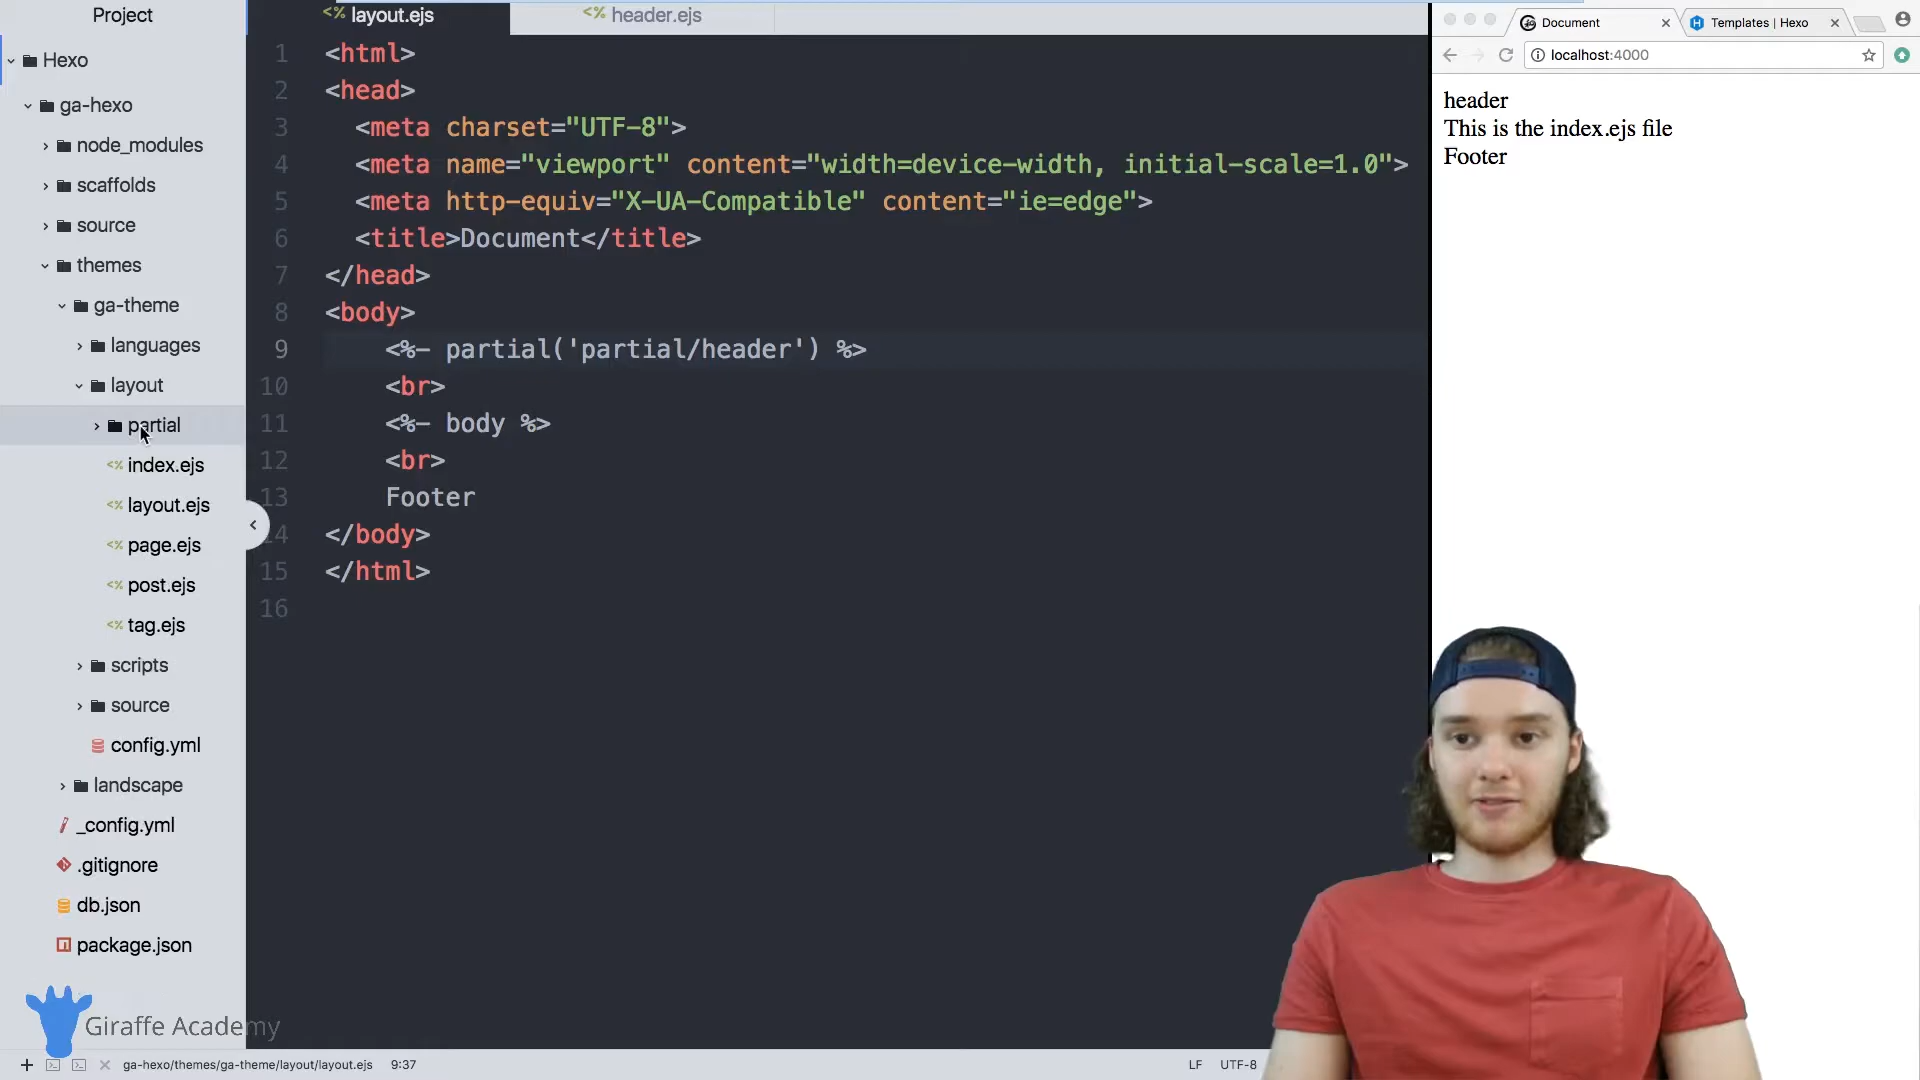 Project
Hexo
ga-hexo
node_modules
scaffolds
source
themes
ga-theme
languages
layout
partial
index.ejs
layout.ejs
page.ejs
post.ejs
tag.ejs
scripts
source
config.yml
landscape
_config.yml
.gitignore
db.json
package.json
Giraffe Academy
<% layout.ejs
<% header.ejs
1 <html>
2 <head>
3 <meta charset="UTF-8">
4 <meta name="viewport" content="width=device-width, initial-scale=1.0">
5 <meta http-equiv="X-UA-Compatible" content="ie=edge">
6 <title>Document</title>
7 </head>
8 <body>
9 <%- partial('partial/header') %>
10 <br>
11 <%- body %>
12 <br>
13 Footer
14 </body>
15 </html>
16
ga-hexo/themes/ga-theme/layout/layout.ejs 9:37
LF UTF-8
Document
Templates | Hexo
localhost:4000
header
This is the index.ejs file
Footer